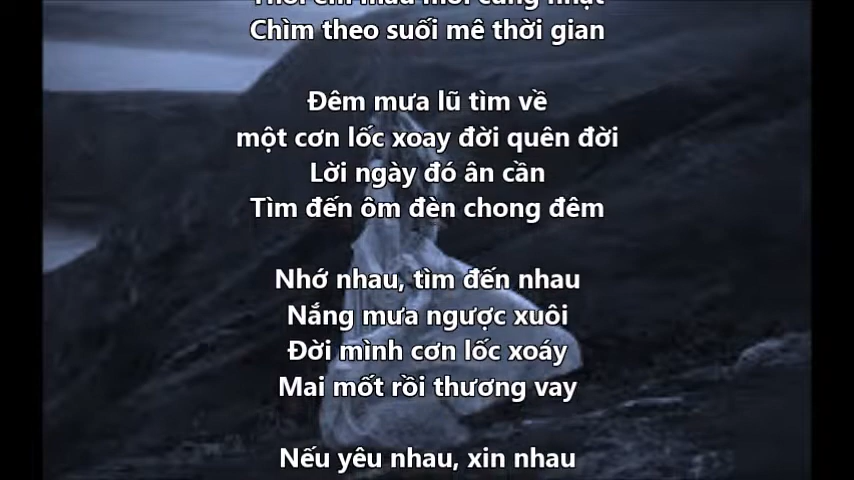 Chìm theo suối mê thời gian
Đêm mưa lũ tìm về
một cơn lốc xoay đời quên đời
Lời ngày đó ân cần
Tìm đến ôm đèn chong đêm
Nhớ nhau, tìm đến nhau
Nắng mưa ngược xuôi
Đời mình cơn lốc xoáy
Mai mốt rồi thương vay
Nếu yêu nhau, xin nhau